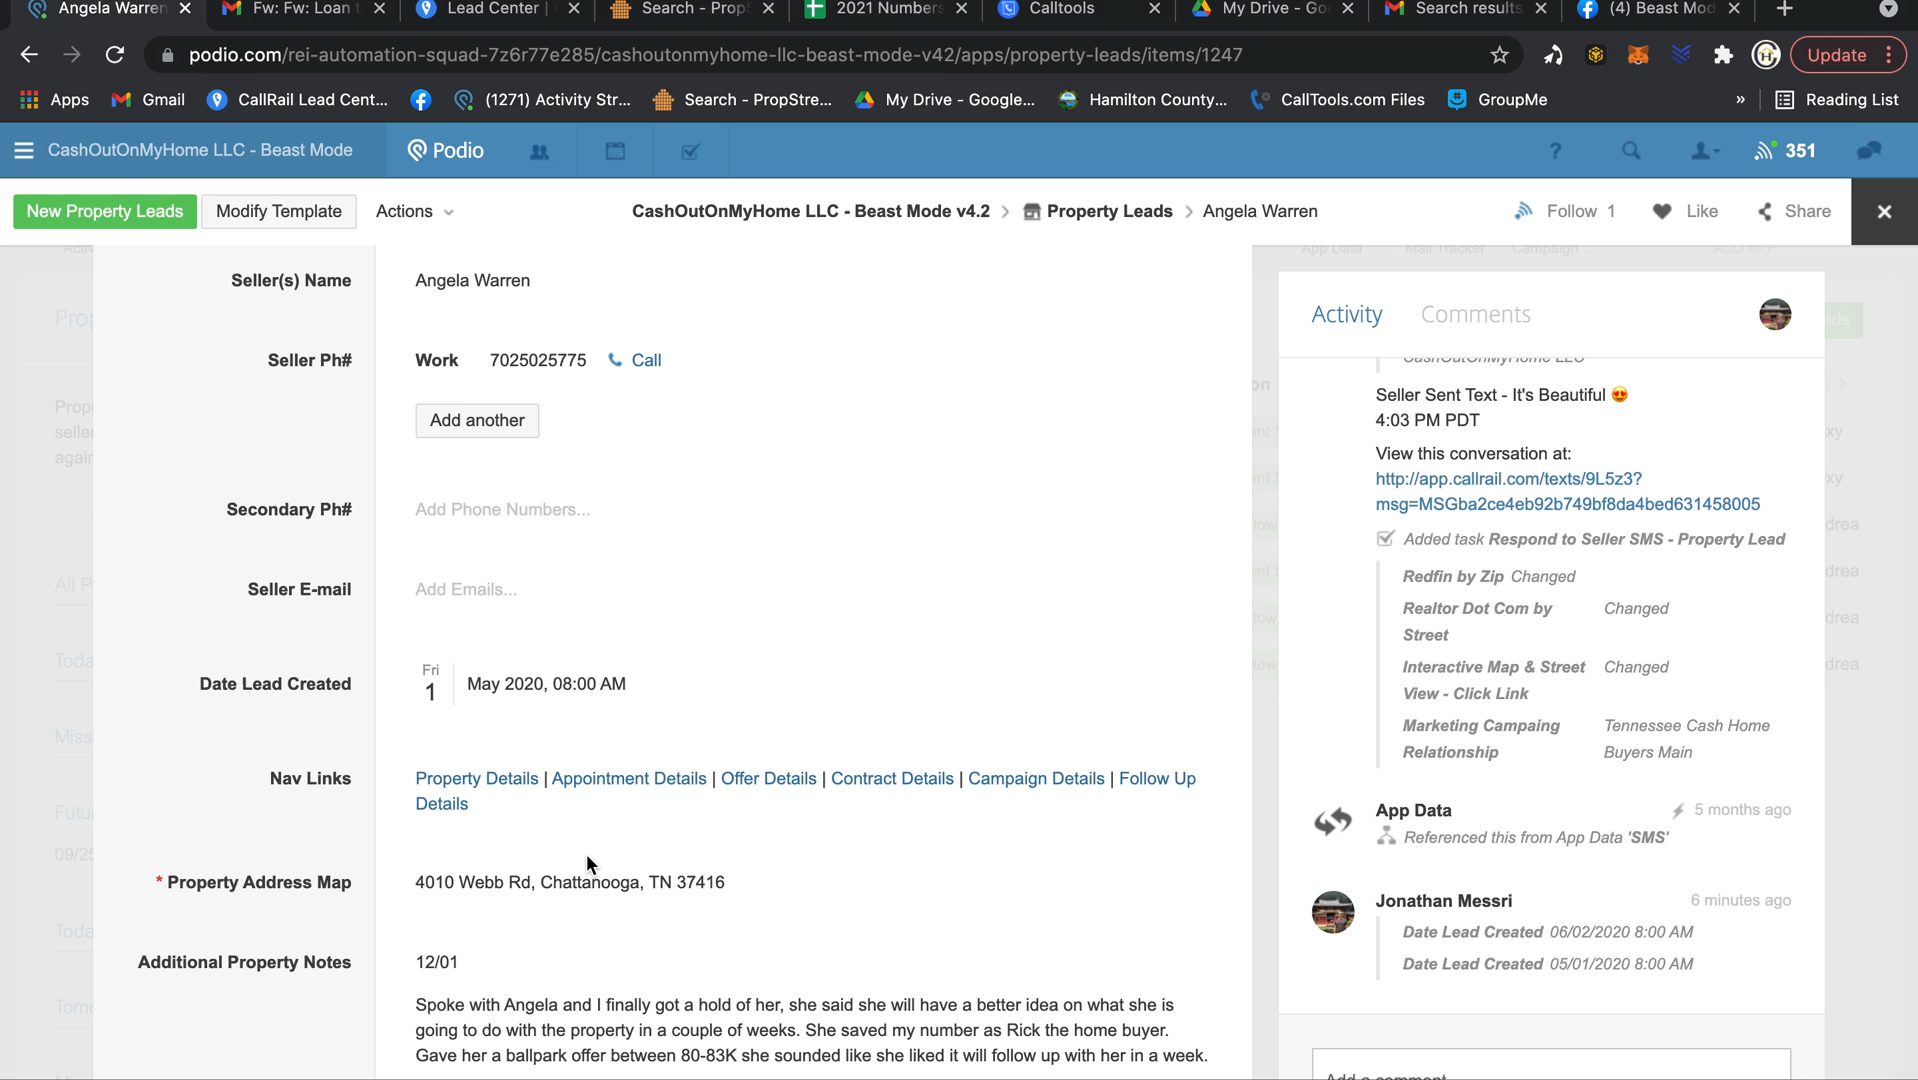 Angela Warren
Fw: Fw: Loan
Lead Center
Search - Prop
2021 Numbers
Calltools
My Drive - Go
Search results
(4) Beast Mod
podio.com/rei-automation-squad-7z6r77e285/cashoutonmyhome-llc-beast-mode-v42/apps/property-leads/items/1247
Update
Apps
Gmail
CallRail Lead Cent...
(1271) Activity Str...
Search - PropStre...
My Drive - Google...
Hamilton County...
CallTools.com Files
GroupMe
»
Reading List
CashOutOnMyHome LLC - Beast Mode
Podio
?
351
New Property Leads
Modify Template
Actions
CashOutOnMyHome LLC - Beast Mode v4.2 > Property Leads > Angela Warren
Follow 1
Like
Share
App Data
Mail Tracker
Campaign ...
ADD APP
Seller(s) Name
Angela Warren
Seller Ph#
Work 7025025775 Call
Add another
Secondary Ph#
Add Phone Numbers...
Seller E-mail
Add Emails...
Date Lead Created
Fri
1
May 2020, 08:00 AM
Nav Links
Property Details | Appointment Details | Offer Details | Contract Details | Campaign Details | Follow Up
Details
* Property Address Map
4010 Webb Rd, Chattanooga, TN 37416
Additional Property Notes
12/01
Spoke with Angela and I finally got a hold of her, she said she will have a better idea on what she is
going to do with the property in a couple of weeks. She saved my number as Rick the home buyer.
Gave her a ballpark offer between 80-83K she sounded like she liked it will follow up with her in a week.
Activity
Comments
CashOutOnMyHome LLC
Seller Sent Text - It's Beautiful 😍
4:03 PM PDT
View this conversation at:
http://app.callrail.com/texts/9L5z3?
msg=MSGba2ce4eb92b749bf8da4bed631458005
Added task Respond to Seller SMS - Property Lead
Redfin by Zip Changed
Realtor Dot Com by Changed
Street
Interactive Map & Street Changed
View - Click Link
Marketing Campaing Tennessee Cash Home
Relationship Buyers Main
App Data
5 months ago
Referenced this from App Data 'SMS'
Jonathan Messri
6 minutes ago
Date Lead Created 06/02/2020 8:00 AM
Date Lead Created 05/01/2020 8:00 AM
Add a comment